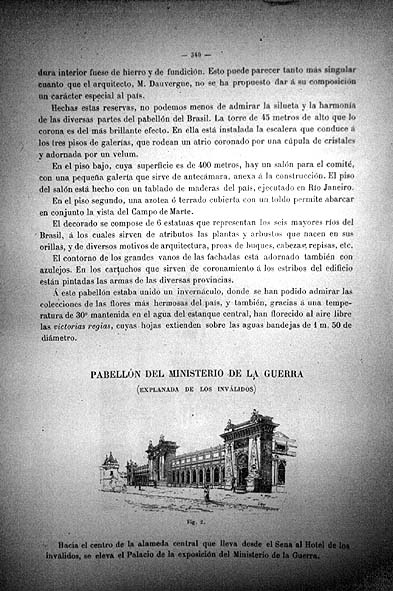 — 340 —
dura interior fuese de hierro y de fundición. Esto puede parecer tanto más singular
cuanto que el arquitecto, M. Dauvergne, no se ha propuesto dar á su composición
un carácter especial al país.
Hechas estas reservas, no podemos menos de admirar la silueta y la harmonía
de las diversas partes del pabellón del Brasil. La torre de 45 metros de alto que lo
corona es del más brillante efecto. En ella está instalada la escalera que conduce á
los tres pisos de galerías, que rodean un atrio coronado por una cúpula de cristales
y adornada por un velum.
En el piso bajo, cuya superficie es de 400 metros, hay un salón para el comité,
con una pequeña galería que sirve de antecámara, anexa á la construcción. El piso
del salón está hecho con un tablado de maderas del país, ejecutado en Río Janeiro.
En el piso segundo, una azotea ó terrado cubierta con un toldo permite abarcar
en conjunto la vista del Campo de Marte.
El decorado se compose de 6 estatuas que representan los seis mayores ríos del
Brasil, á los cuales sirven de atributos las plantas y arbustos que nacen en sus
orillas, y de diversos motivos de arquitectura, proas de buques, cabezas, repisas, etc.
El contorno de los grandes vanos de las fachadas esta adornado también con
azulejos. En los cartuchos que sirven de coronamiento á los estribos del edificio
están pintadas las armas de las diversas provincias.
Á este pabellón estaba unido un invernáculo, donde se han podido admirar las
colecciones de las flores más hermosas del país, y también, gracias á una tempe-
ratura de 30° mantenida en el agua del estanque central, han florecido al aire libre
las victorias regias, cuyas hojas extienden sobre las aguas bandejas de 1 m. 50 de
diámetro.
PABELLÓN DEL MINISTERIO DE LA GUERRA
(EXPLANADA DE LOS INVÁLIDOS)
Fig. 2.
Hacia el centro de la alameda central que lleva desde el Sena al Hotel de los
inválidos, se eleva el Palacio de la exposición del Ministerio de la Guerra.